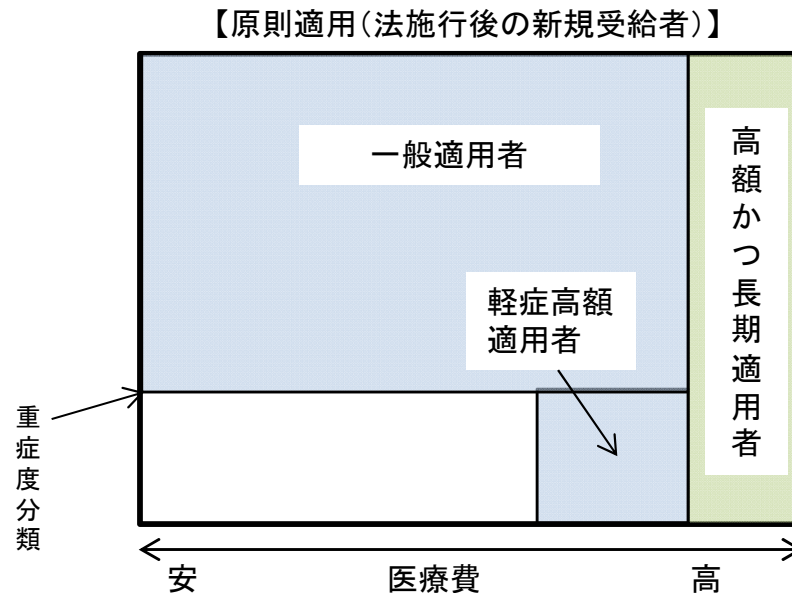 【原則適用(法施行後の新規受給者)】
一般適用者
高額かつ長期適用者
軽症高額
適用者
重症度分類
安
医療費
高